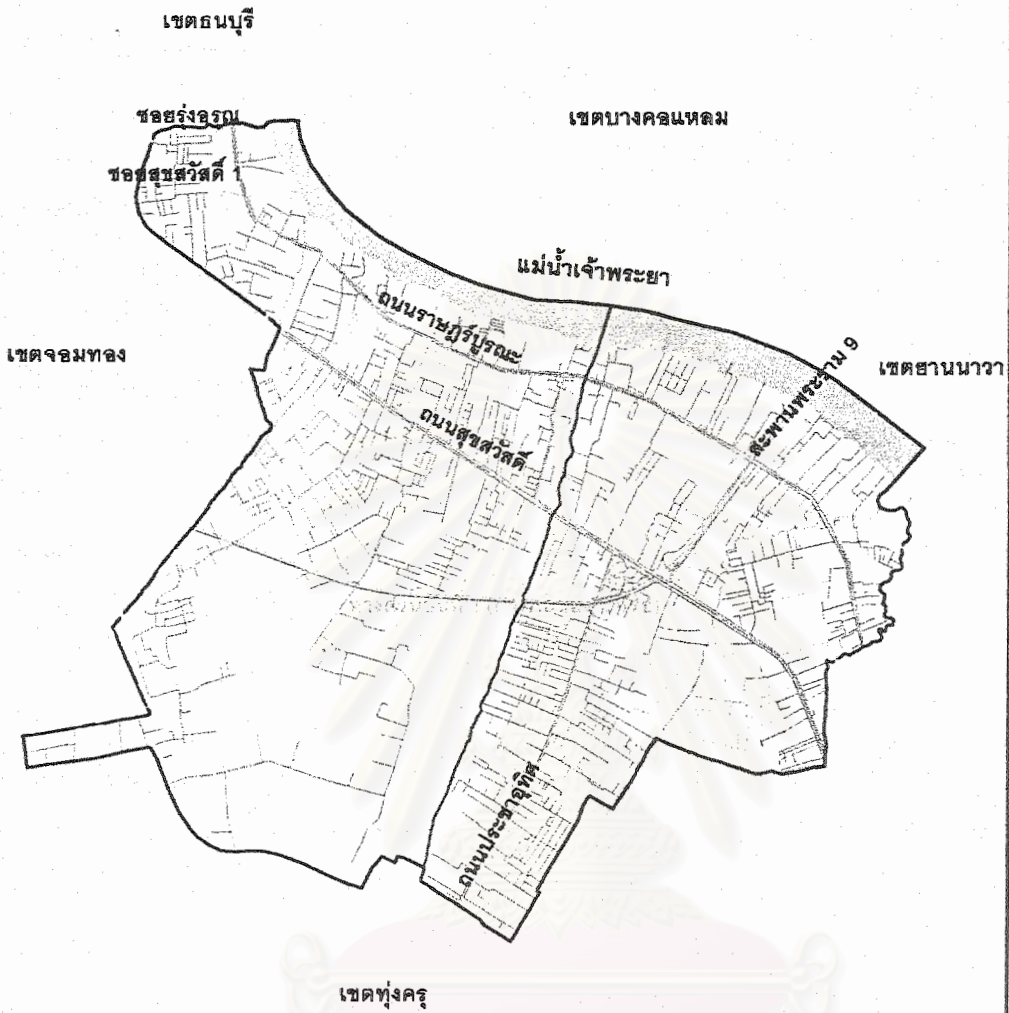 เขตธนบุรี
ซอยรุ่งอรุณ
เขตบางคอแหลม
ซอยสุขสวัสดิ์ 1
แม่น้ำเจ้าพระยา
ถนนราษฎร์บูรณะ
สะพานพระราม 9
เขตจอมทอง
เขตยานนาวา
ถนนสุขสวัสดิ์
ถนนประชาอุทิศ
เขตทุ่งครุ